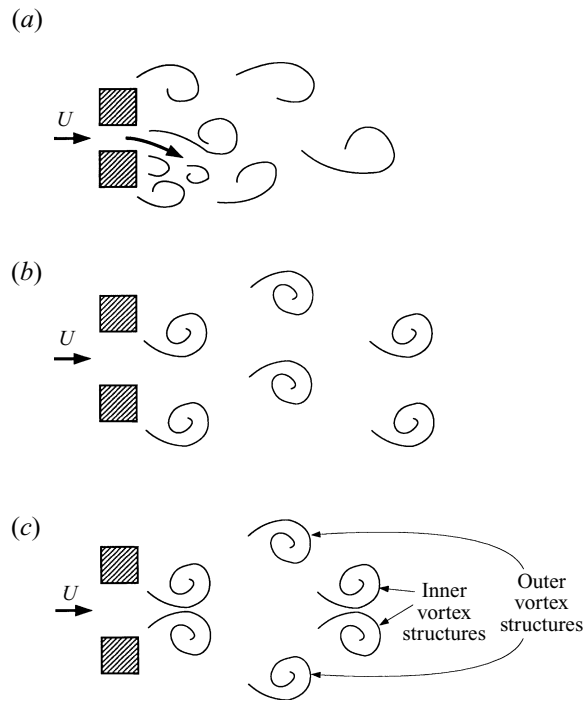 (a)
U
(b)
U
(c)
U
Inner
vortex
structures
Outer
vortex
structures